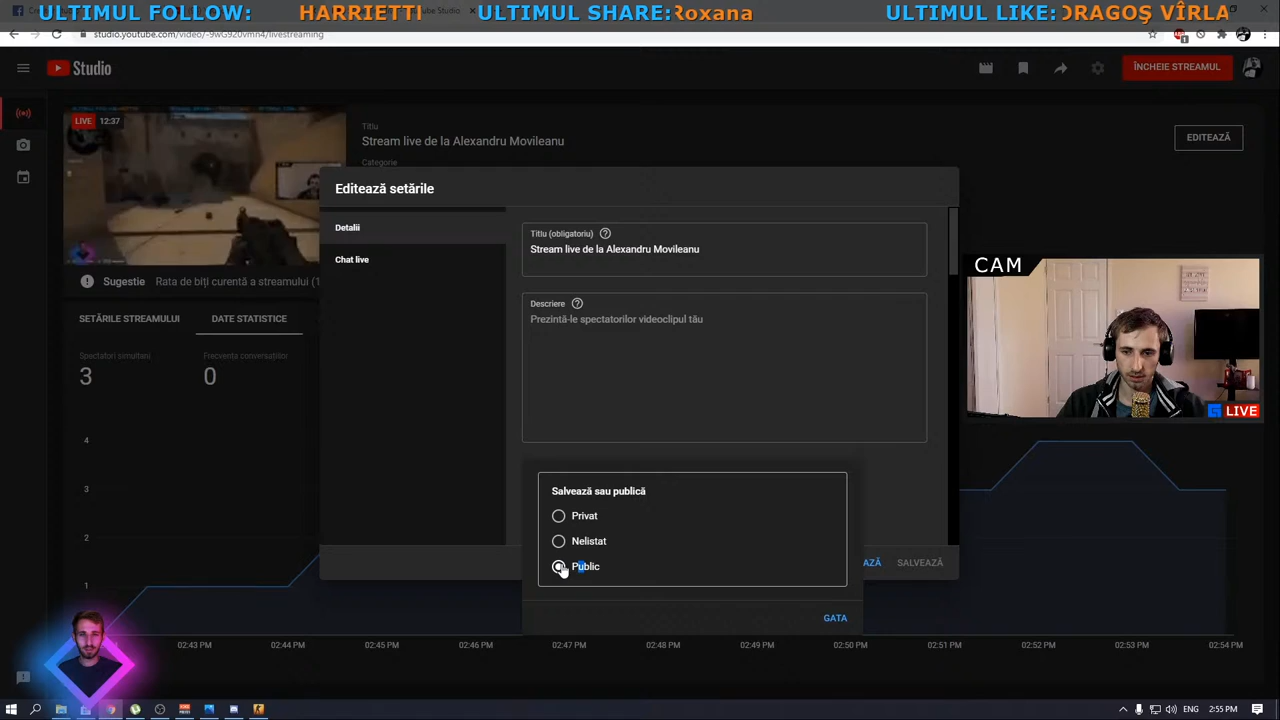 ULTIMUL FOLLOW: HARRIETTI ULTIMUL SHARE: Roxana ULTIMUL LIKE: DRAGOŞ VÎRLA
studio.youtube.com/video/-9wG920vmn4/livestreaming
Studio
ÎNCHEIE STREAMUL
LIVE 12:37
Titlu
Stream live de la Alexandru Movileanu
Categorie
EDITEAZĂ
Editează setările
Detalii
Chat live
Titlu (obligatoriu)
Stream live de la Alexandru Movileanu
Descriere
Prezintă-le spectatorilor videoclipul tău
Sugestie Rata de biți curentă a streamului (1
SETĂRILE STREAMULUI DATE STATISTICE
Spectatori simultani
3
Frecvența conversațiilor
0
CAM
LIVE
Salvează sau publică
Privat
Nelistat
Public
EAZĂ SALVEAZĂ
GATA
4
3
2
1
02:43 PM 02:44 PM 02:45 PM 02:46 PM 02:47 PM 02:48 PM 02:49 PM 02:50 PM 02:51 PM 02:52 PM 02:53 PM 02:54 PM
ENG 2:55 PM